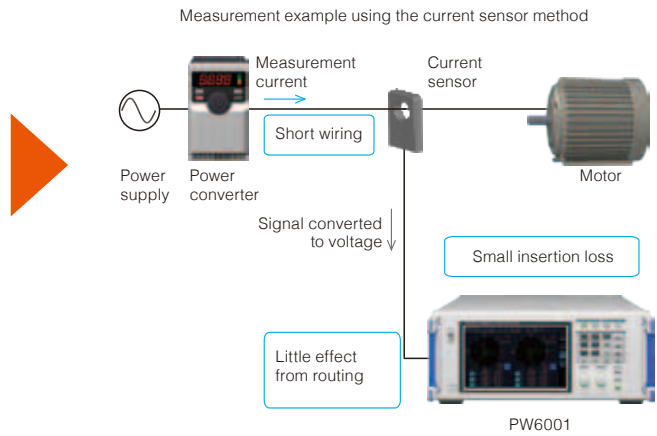 Measurement example using the current sensor method
Measurement
current
Current
sensor
Short wiring
Power
supply
Power
converter
Motor
Signal converted
to voltage
Small insertion loss
Little effect
from routing
PW6001